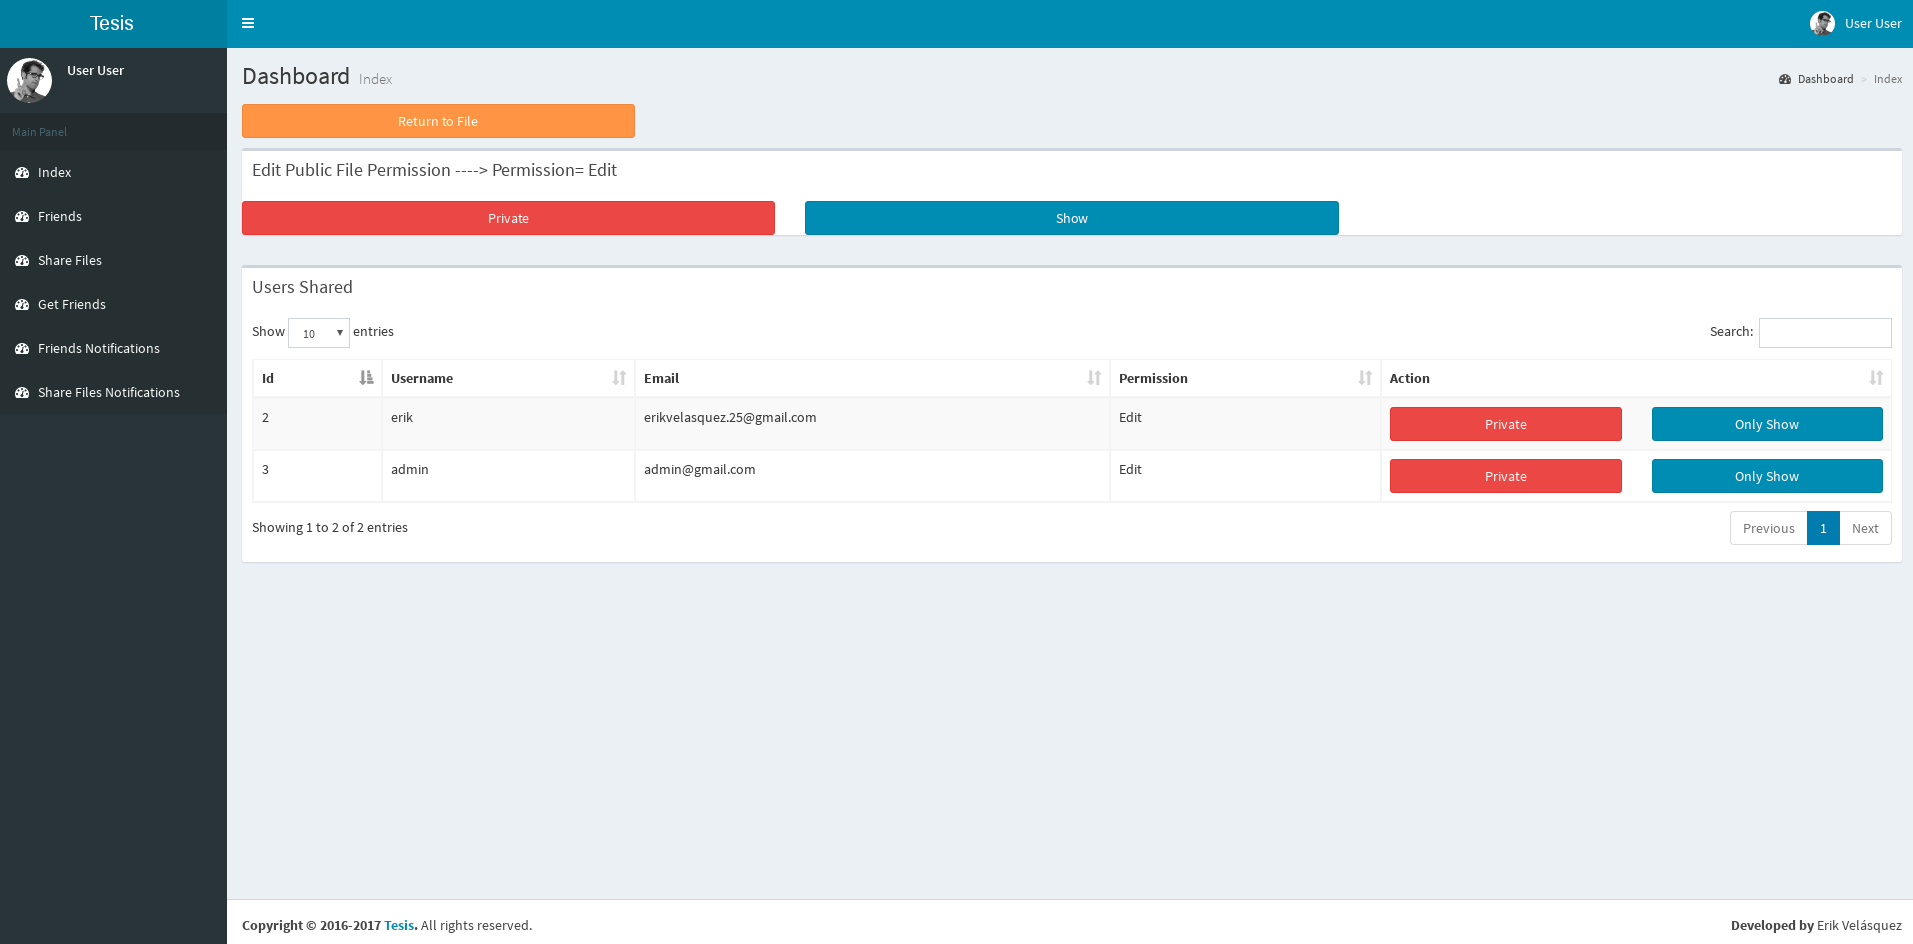 Tesis
User User
User User
Main Panel
Index
Friends
Share Files
Get Friends
Friends Notifications
Share Files Notifications
Dashboard Index
Dashboard > Index
Return to File
Edit Public File Permission ----> Permission= Edit
Private Show
Users Shared
Show 10 entries Search:
Id Username Email Permission Action
2 erik erikvelasquez.25@gmail.com Edit Private Only Show
3 admin admin@gmail.com Edit Private Only Show
Showing 1 to 2 of 2 entries Previous 1 Next
Copyright © 2016-2017 Tesis. All rights reserved. Developed by Erik Velásquez